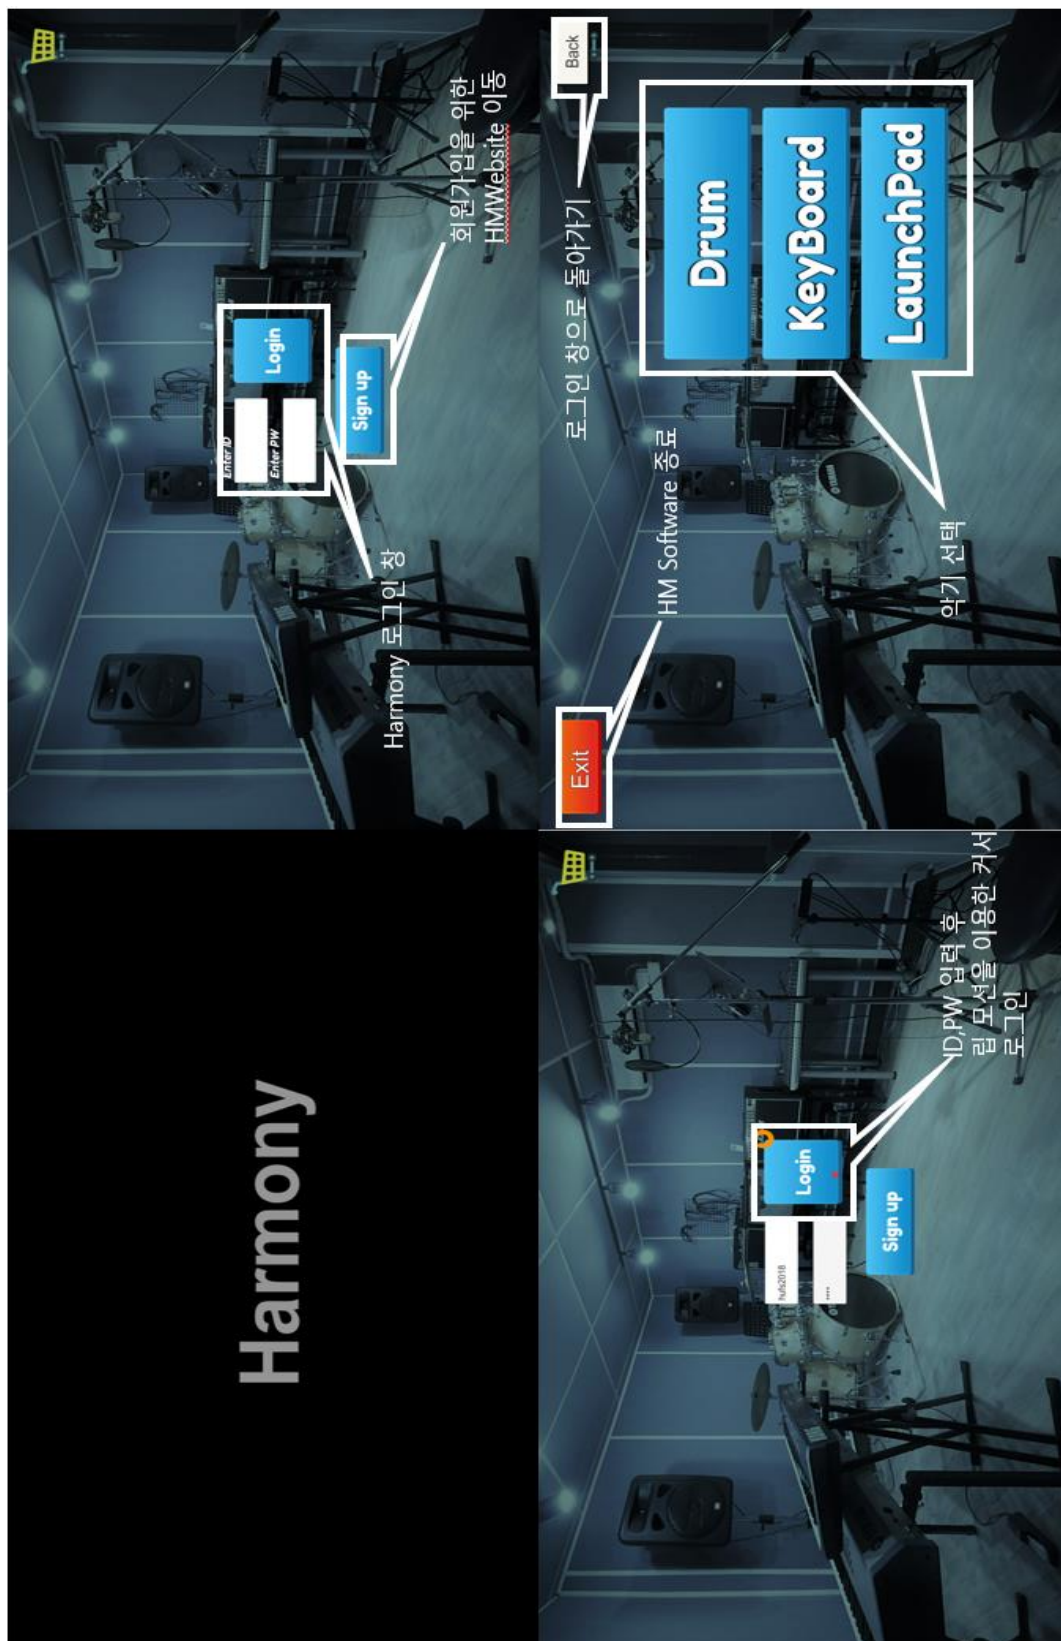 Harmony
Enter ID
Enter PW
Login
Sign up
Harmony 로그인 창
회원가입을 위한
HMWebsite 이동
hufs2018
****
Login
Sign up
ID,PW 입력 후
립 모션을 이용한 커서
로그인
Exit
HM Software 종료
Back
로그인 창으로 돌아가기
Drum
KeyBoard
LaunchPad
악기 선택